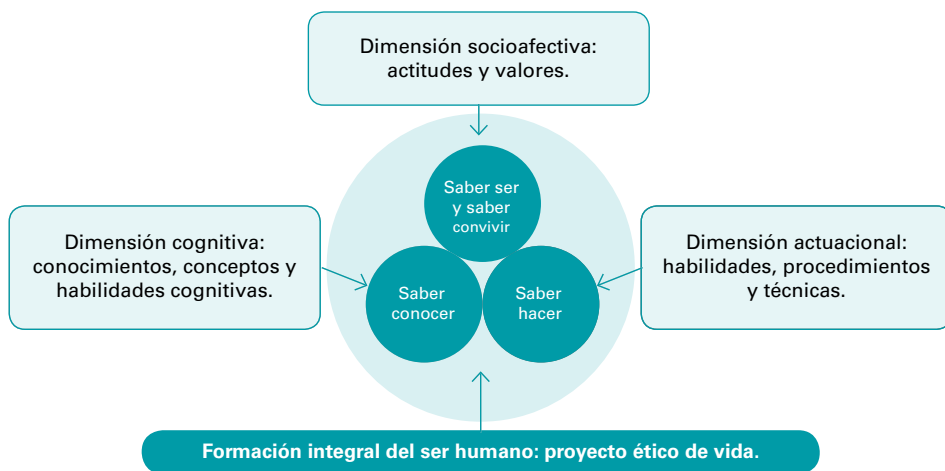 Dimensión socioafectiva:
actitudes y valores.
Saber ser
y saber
convivir
Dimensión cognitiva:
conocimientos, conceptos y
habilidades cognitivas.
Dimensión actuacional:
habilidades, procedimientos
y técnicas.
Saber
conocer
Saber
hacer
Formación integral del ser humano: proyecto ético de vida.